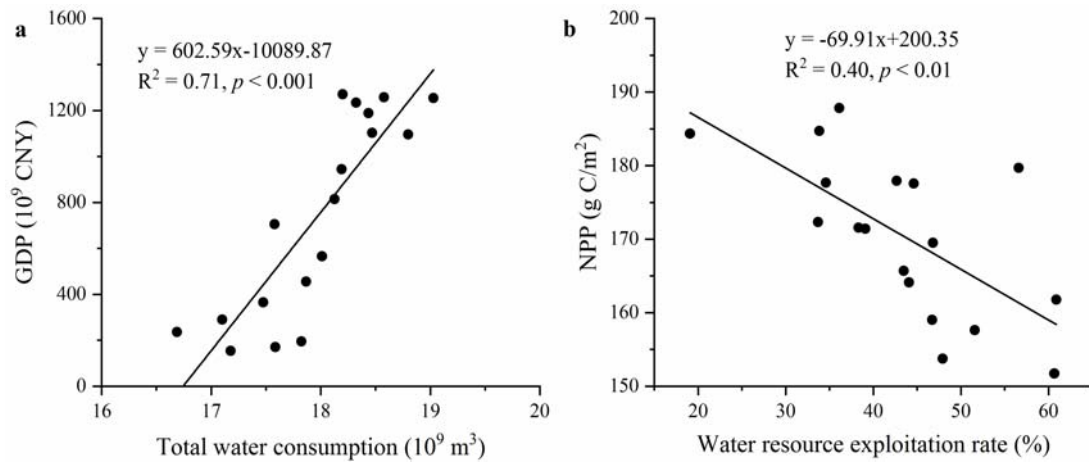 a
y = 602.59x-10089.87
R² = 0.71, p < 0.001
GDP (10⁹ CNY)
1600
1200
800
400
0
16 17 18 19 20
Total water consumption (10⁹ m³)
b
y = -69.91x+200.35
R² = 0.40, p < 0.01
NPP (g C/m²)
200
190
180
170
160
150
20 30 40 50 60
Water resource exploitation rate (%)